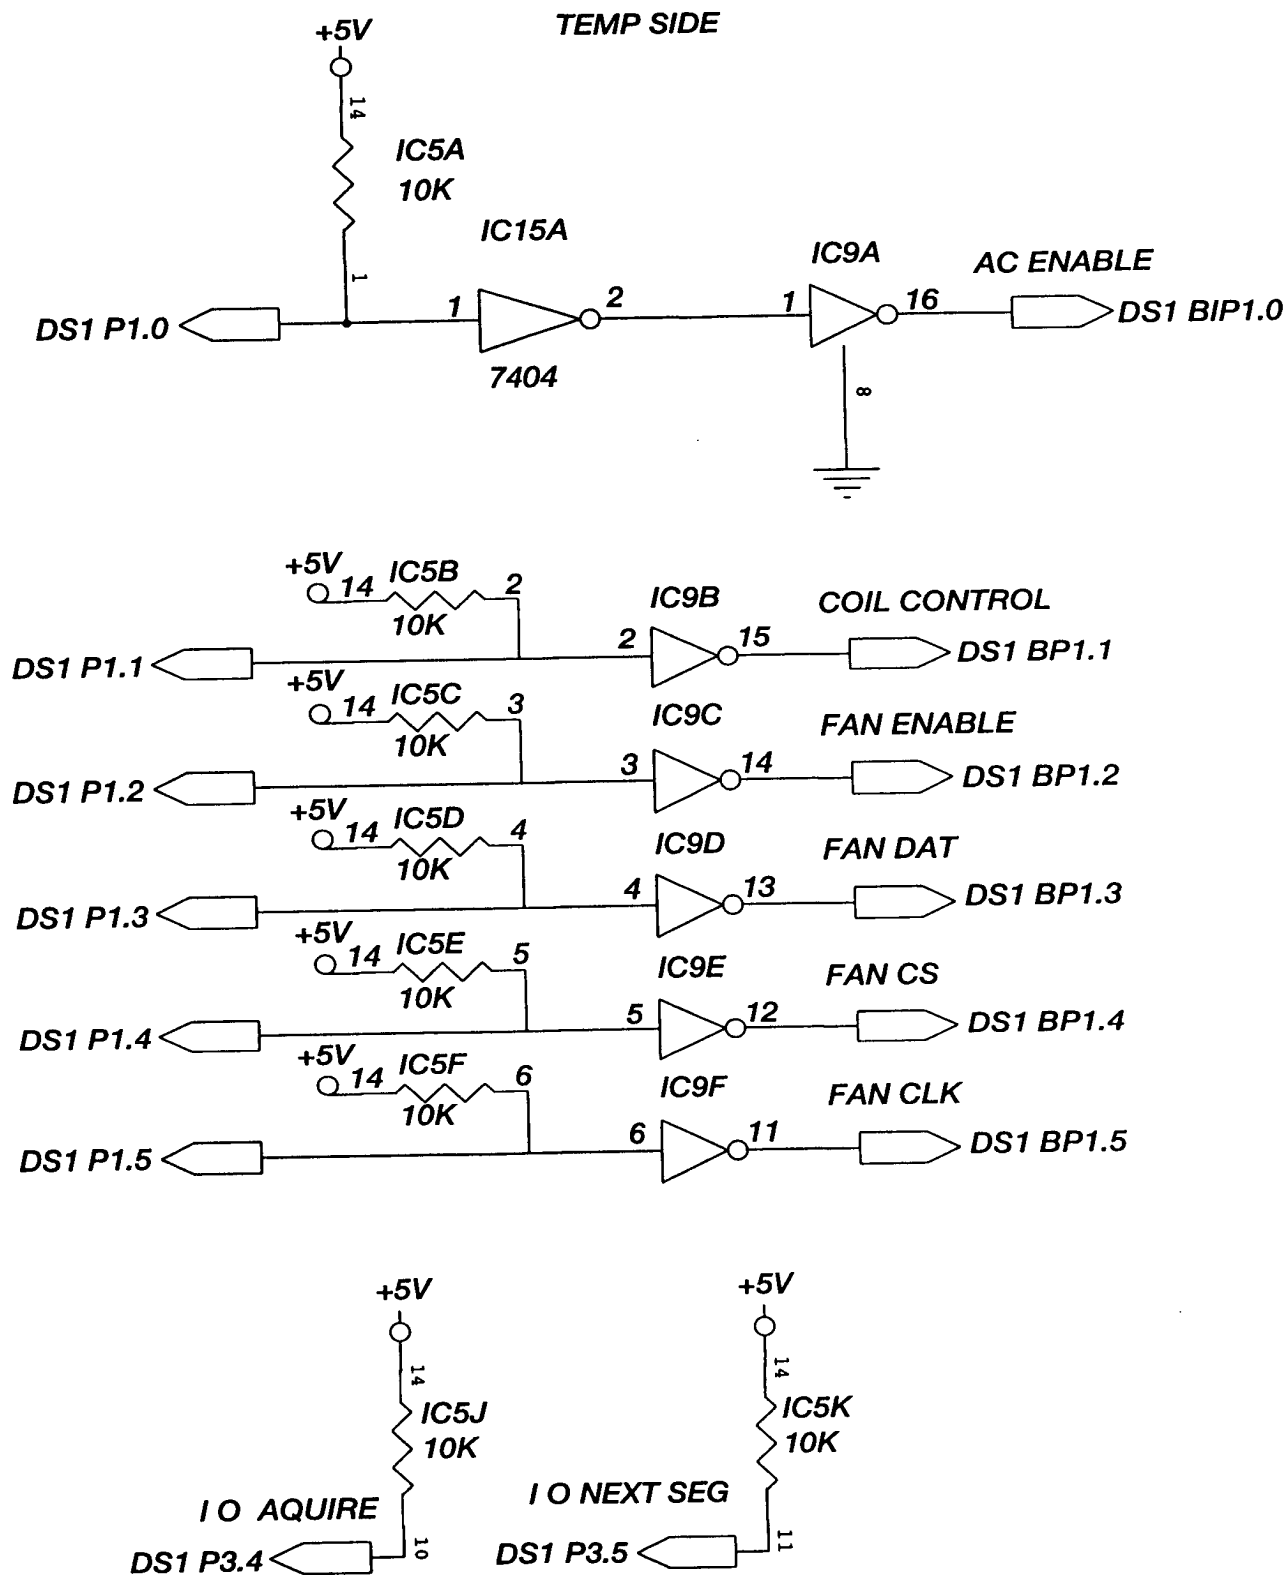 TEMP SIDE
+5V
14
IC5A
10K
1
IC15A
IC9A
AC ENABLE
DS1 P1.0
1
2
1
16
DS1 BIP1.0
7404
8
+5V
14
IC5B
2
10K
IC9B
COIL CONTROL
DS1 P1.1
2
15
DS1 BP1.1
+5V
14
IC5C
3
10K
IC9C
FAN ENABLE
DS1 P1.2
3
14
DS1 BP1.2
+5V
14
IC5D
4
10K
IC9D
FAN DAT
DS1 P1.3
4
13
DS1 BP1.3
+5V
14
IC5E
5
10K
IC9E
FAN CS
DS1 P1.4
5
12
DS1 BP1.4
+5V
14
IC5F
6
10K
IC9F
FAN CLK
DS1 P1.5
6
11
DS1 BP1.5
+5V
14
IC5J
10K
I O AQUIRE
10
DS1 P3.4
+5V
14
IC5K
10K
I O NEXT SEG
11
DS1 P3.5